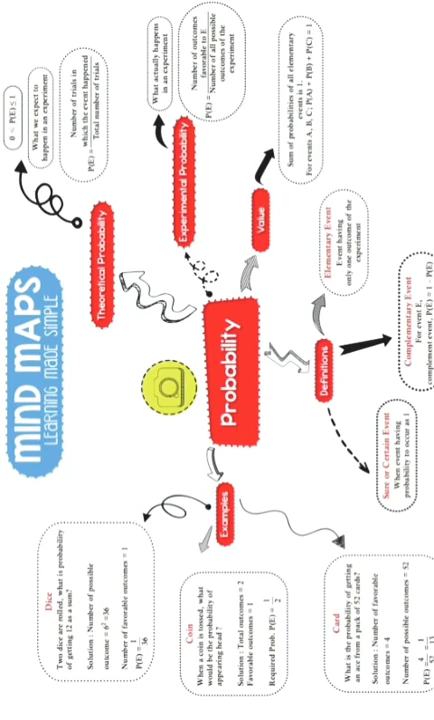 MIND MAPS
LEARNING MADE SIMPLE
Probability
Theoretical Probability
0 ≤ P(E) ≤ 1
What we expect to
happen in an experiment
Number of trials in
which the event happened
P(E) =
Total number of trials
Experimental Probability
What actually happens
in an experiment
Number of outcomes
favorable to E
P(E) =
Number of all possible
outcomes of the
experiment
Value
Sum of probabilities of all elementary
events is 1.
For events A, B, C; P(A) + P(B) + P(C) = 1
Definitions
Elementary Event
Event having
only one outcome of the
experiment
Complementary Event
For event E,
complement event, P(E) = 1 - P(E)
Sure or Certain Event
When event having
probability to occur as 1
Examples
Dice
Two dice are rolled, what is probability
of getting 12 as a sum?
Solution : Number of possible
outcome = 6² = 36
Number of favorable outcomes = 1
P(E) = 1
36
Coin
When a coin is tossed, what
would be the probability of
appearing head ?
Solution : Total outcomes = 2
Favorable outcomes = 1
Required Prob. P(E) = 1
2
Card
What is the probability of getting
an ace from a pack of 52 cards?
Solution : Number of favorable
outcomes = 4
Number of possible outcomes = 52
P(E) = 4 = 1
52 13